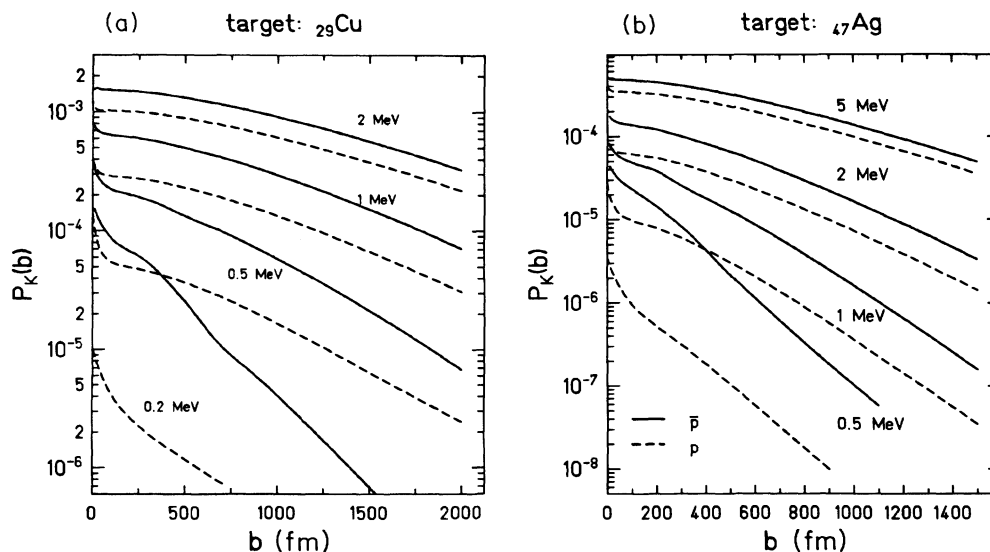 (a) target: ₂₉Cu
2
10⁻³
5
2
10⁻⁴
5
2
10⁻⁵
5
2
10⁻⁶
P_K(b)
2 MeV
1 MeV
0.5 MeV
0.2 MeV
0 500 1000 1500 2000
b (fm)
(b) target: ₄₇Ag
10⁻⁴
10⁻⁵
10⁻⁶
10⁻⁷
10⁻⁸
P_K(b)
5 MeV
2 MeV
1 MeV
0.5 MeV
p̅
p
0 200 400 600 800 1000 1200 1400
b (fm)